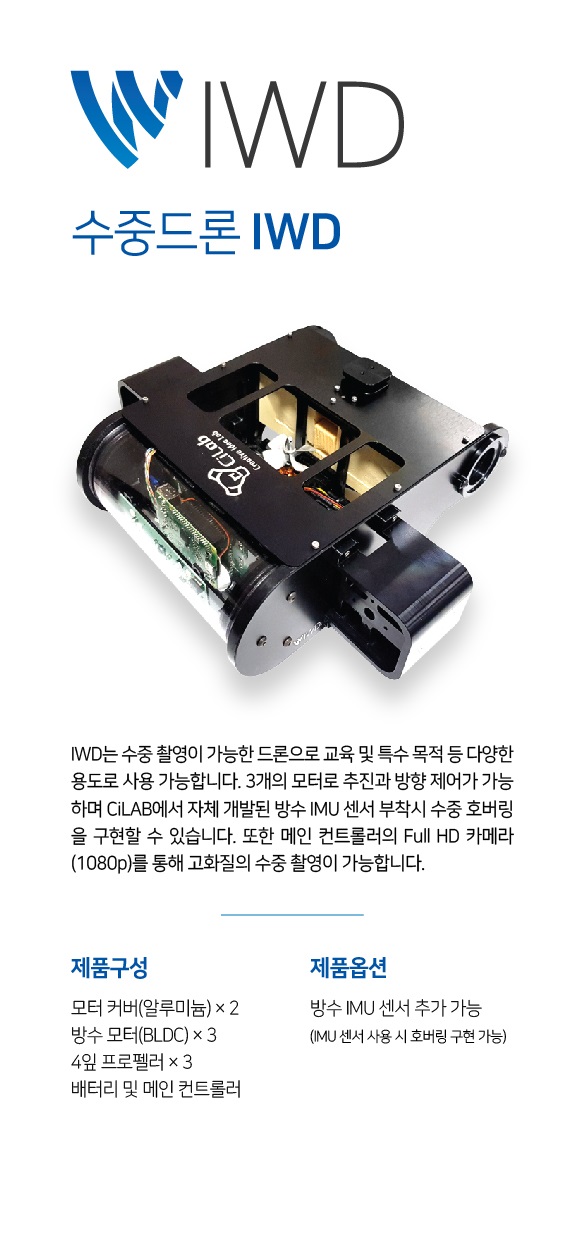 IWD
수중드론 IWD
CiLab
Creative Idea Lab
IWD는 수중 촬영이 가능한 드론으로 교육 및 특수 목적 등 다양한
용도로 사용 가능합니다. 3개의 모터로 추진과 방향 제어가 가능
하며 CiLAB에서 자체 개발된 방수 IMU 센서 부착시 수중 호버링
을 구현할 수 있습니다. 또한 메인 컨트롤러의 Full HD 카메라
(1080p)를 통해 고화질의 수중 촬영이 가능합니다.
제품구성
모터 커버(알루미늄) × 2
방수 모터(BLDC) × 3
4잎 프로펠러 × 3
배터리 및 메인 컨트롤러
제품옵션
방수 IMU 센서 추가 가능
(IMU 센서 사용 시 호버링 구현 가능)